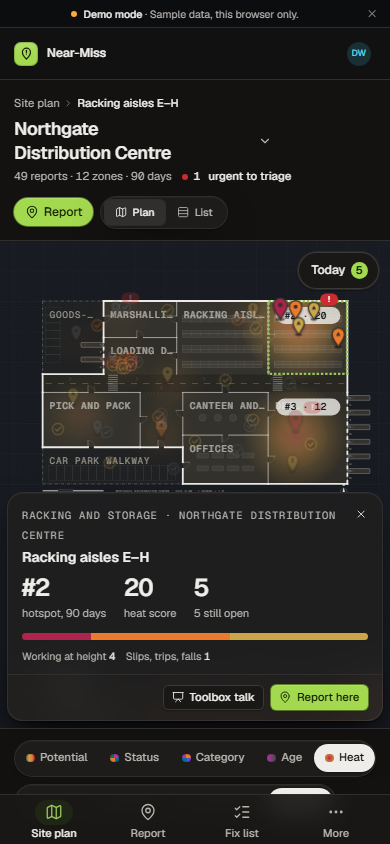 Demo mode · Sample data, this browser only.
Near-Miss
DW
Site plan > Racking aisles E–H
Northgate
Distribution Centre
49 reports · 12 zones · 90 days 1 urgent to triage
Report Plan List
Today 5
GOODS-… MARSHALLI… RACKING AISL… 20
LOADING D…
PICK AND PACK CANTEEN AND… #3 · 12
OFFICES
CAR PARK WALKWAY
RACKING AND STORAGE · NORTHGATE DISTRIBUTION
CENTRE
Racking aisles E–H
#2 20 5
hotspot, 90 days heat score 5 still open
Working at height 4 Slips, trips, falls 1
Toolbox talk Report here
Potential Status Category Age Heat
Site plan Report Fix list More